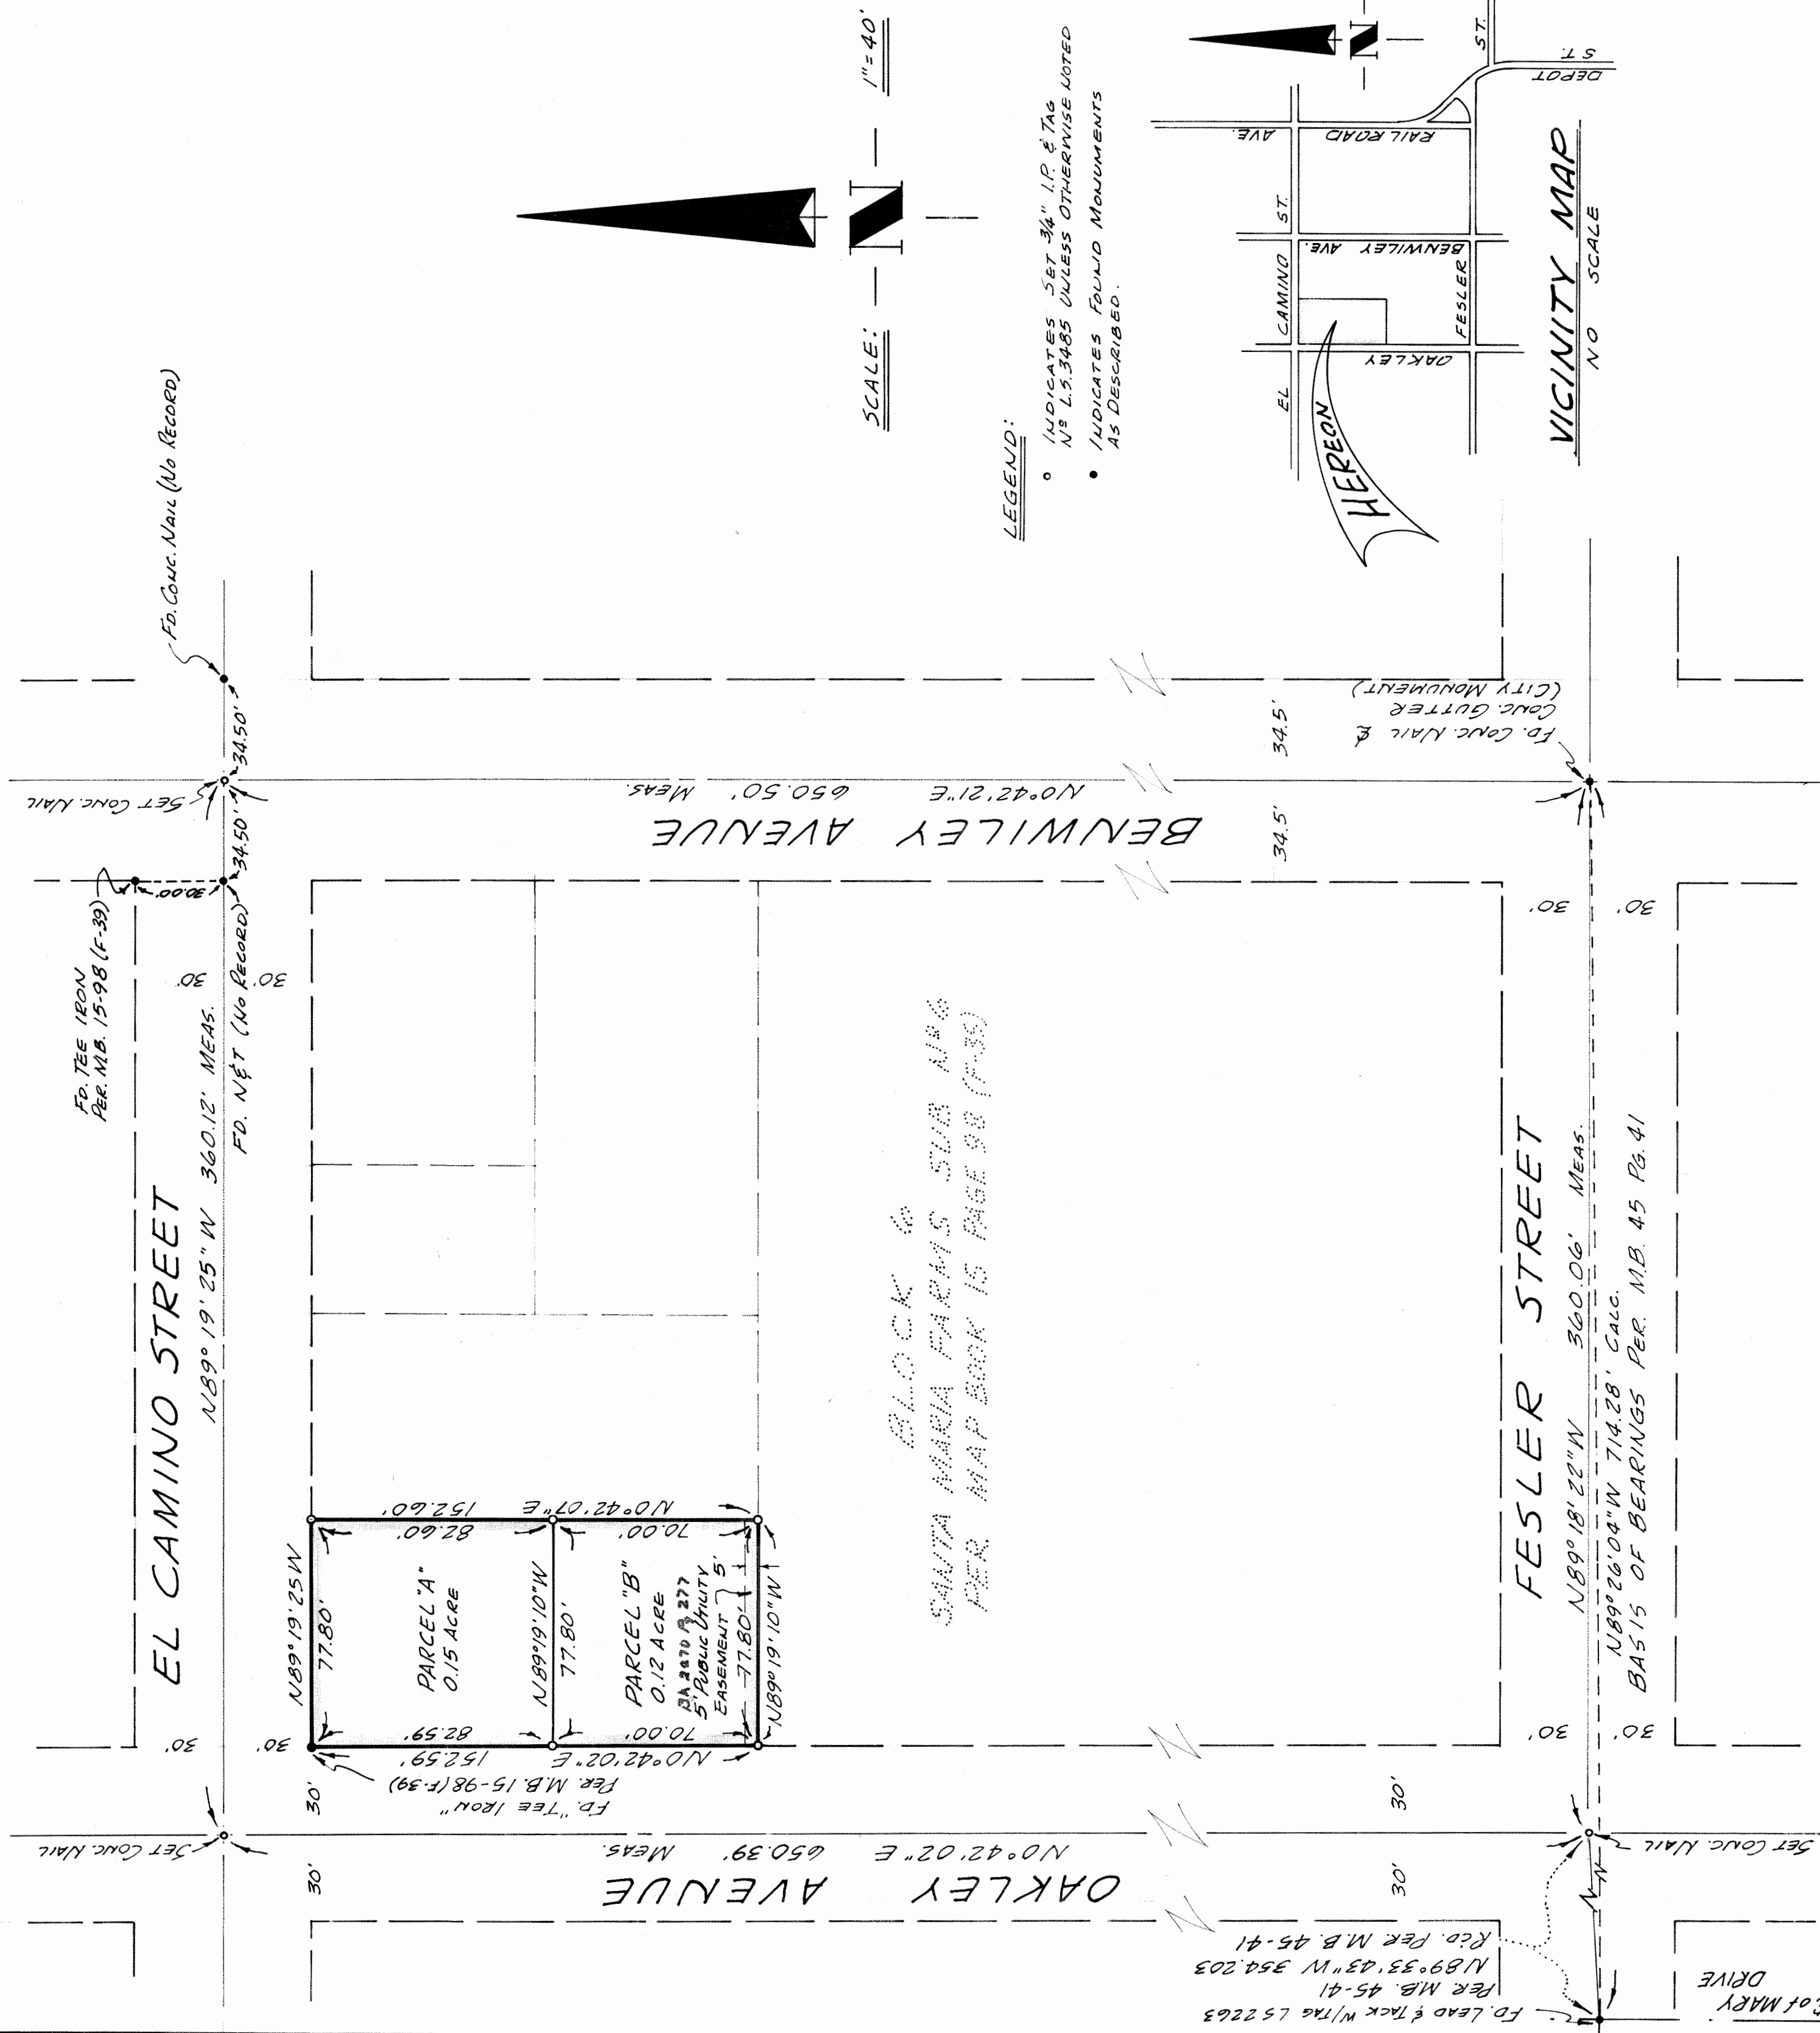 FD. CONC. NAIL (NO RECORD)
SET CONC. NAIL
34.50'
34.50'
FD. TEE IRON
PER. M.B. 15-98 (F-39)
30.00'
FD. N&T (NO RECORD)
30'
30'
EL CAMINO STREET
N89° 19' 25" W 360.12' MEAS.
30'
30'
SET CONC. NAIL
30'
30'
N89° 19' 25 W
77.80'
PARCEL "A"
0.15 ACRE
82.60'
N0°42'07"E 152.60'
82.59'
N89°19'10"W
77.80'
PARCEL "B"
0.12 ACRE
BK 2270 Pg 277
5' PUBLIC UTILITY
EASEMENT
5'
77.80'
N89°19'10"W
70.00'
70.00'
N0°42'02"E 152.59'
FD. "TEE IRON"
PER. M.B. 15-98 (F-39)
OAKLEY AVENUE
N0°42'02"E 650.39' MEAS.
30'
30'
BENWILEY AVENUE
N0°42'21"E 650.50' MEAS.
34.5'
34.5'
BLOCK 6
SANTA MARIA FARMS SUB Nº 6
PER MAP BOOK 15 PAGE 98 (F-39)
FD. CONC. NAIL &
CONC. GUTTER
(CITY MONUMENT)
30'
30'
FESLER STREET
N89°18'22"W 360.06' MEAS.
N89°26'04"W 714.28' CALC.
BASIS OF BEARINGS PER. M.B. 45 PG. 41
30'
30'
SET CONC. NAIL
FD. LEAD & TACK W/TAG LS 2263
PER M.B. 45-41
N89°33'43"W 354.203
RCD. PER M.B. 45-41
OF MARY
DRIVE
SCALE: 1"=40'
N
LEGEND:
INDICATES SET 3/4" I.P. & TAG
Nº L.S. 3485 UNLESS OTHERWISE NOTED
INDICATES FOUND MONUMENTS
AS DESCRIBED.
N
HEREON
EL CAMINO ST.
OAKLEY
BENWILEY AVE.
RAILROAD AVE.
FESLER ST.
DEPOT ST.
VICINITY MAP
NO SCALE